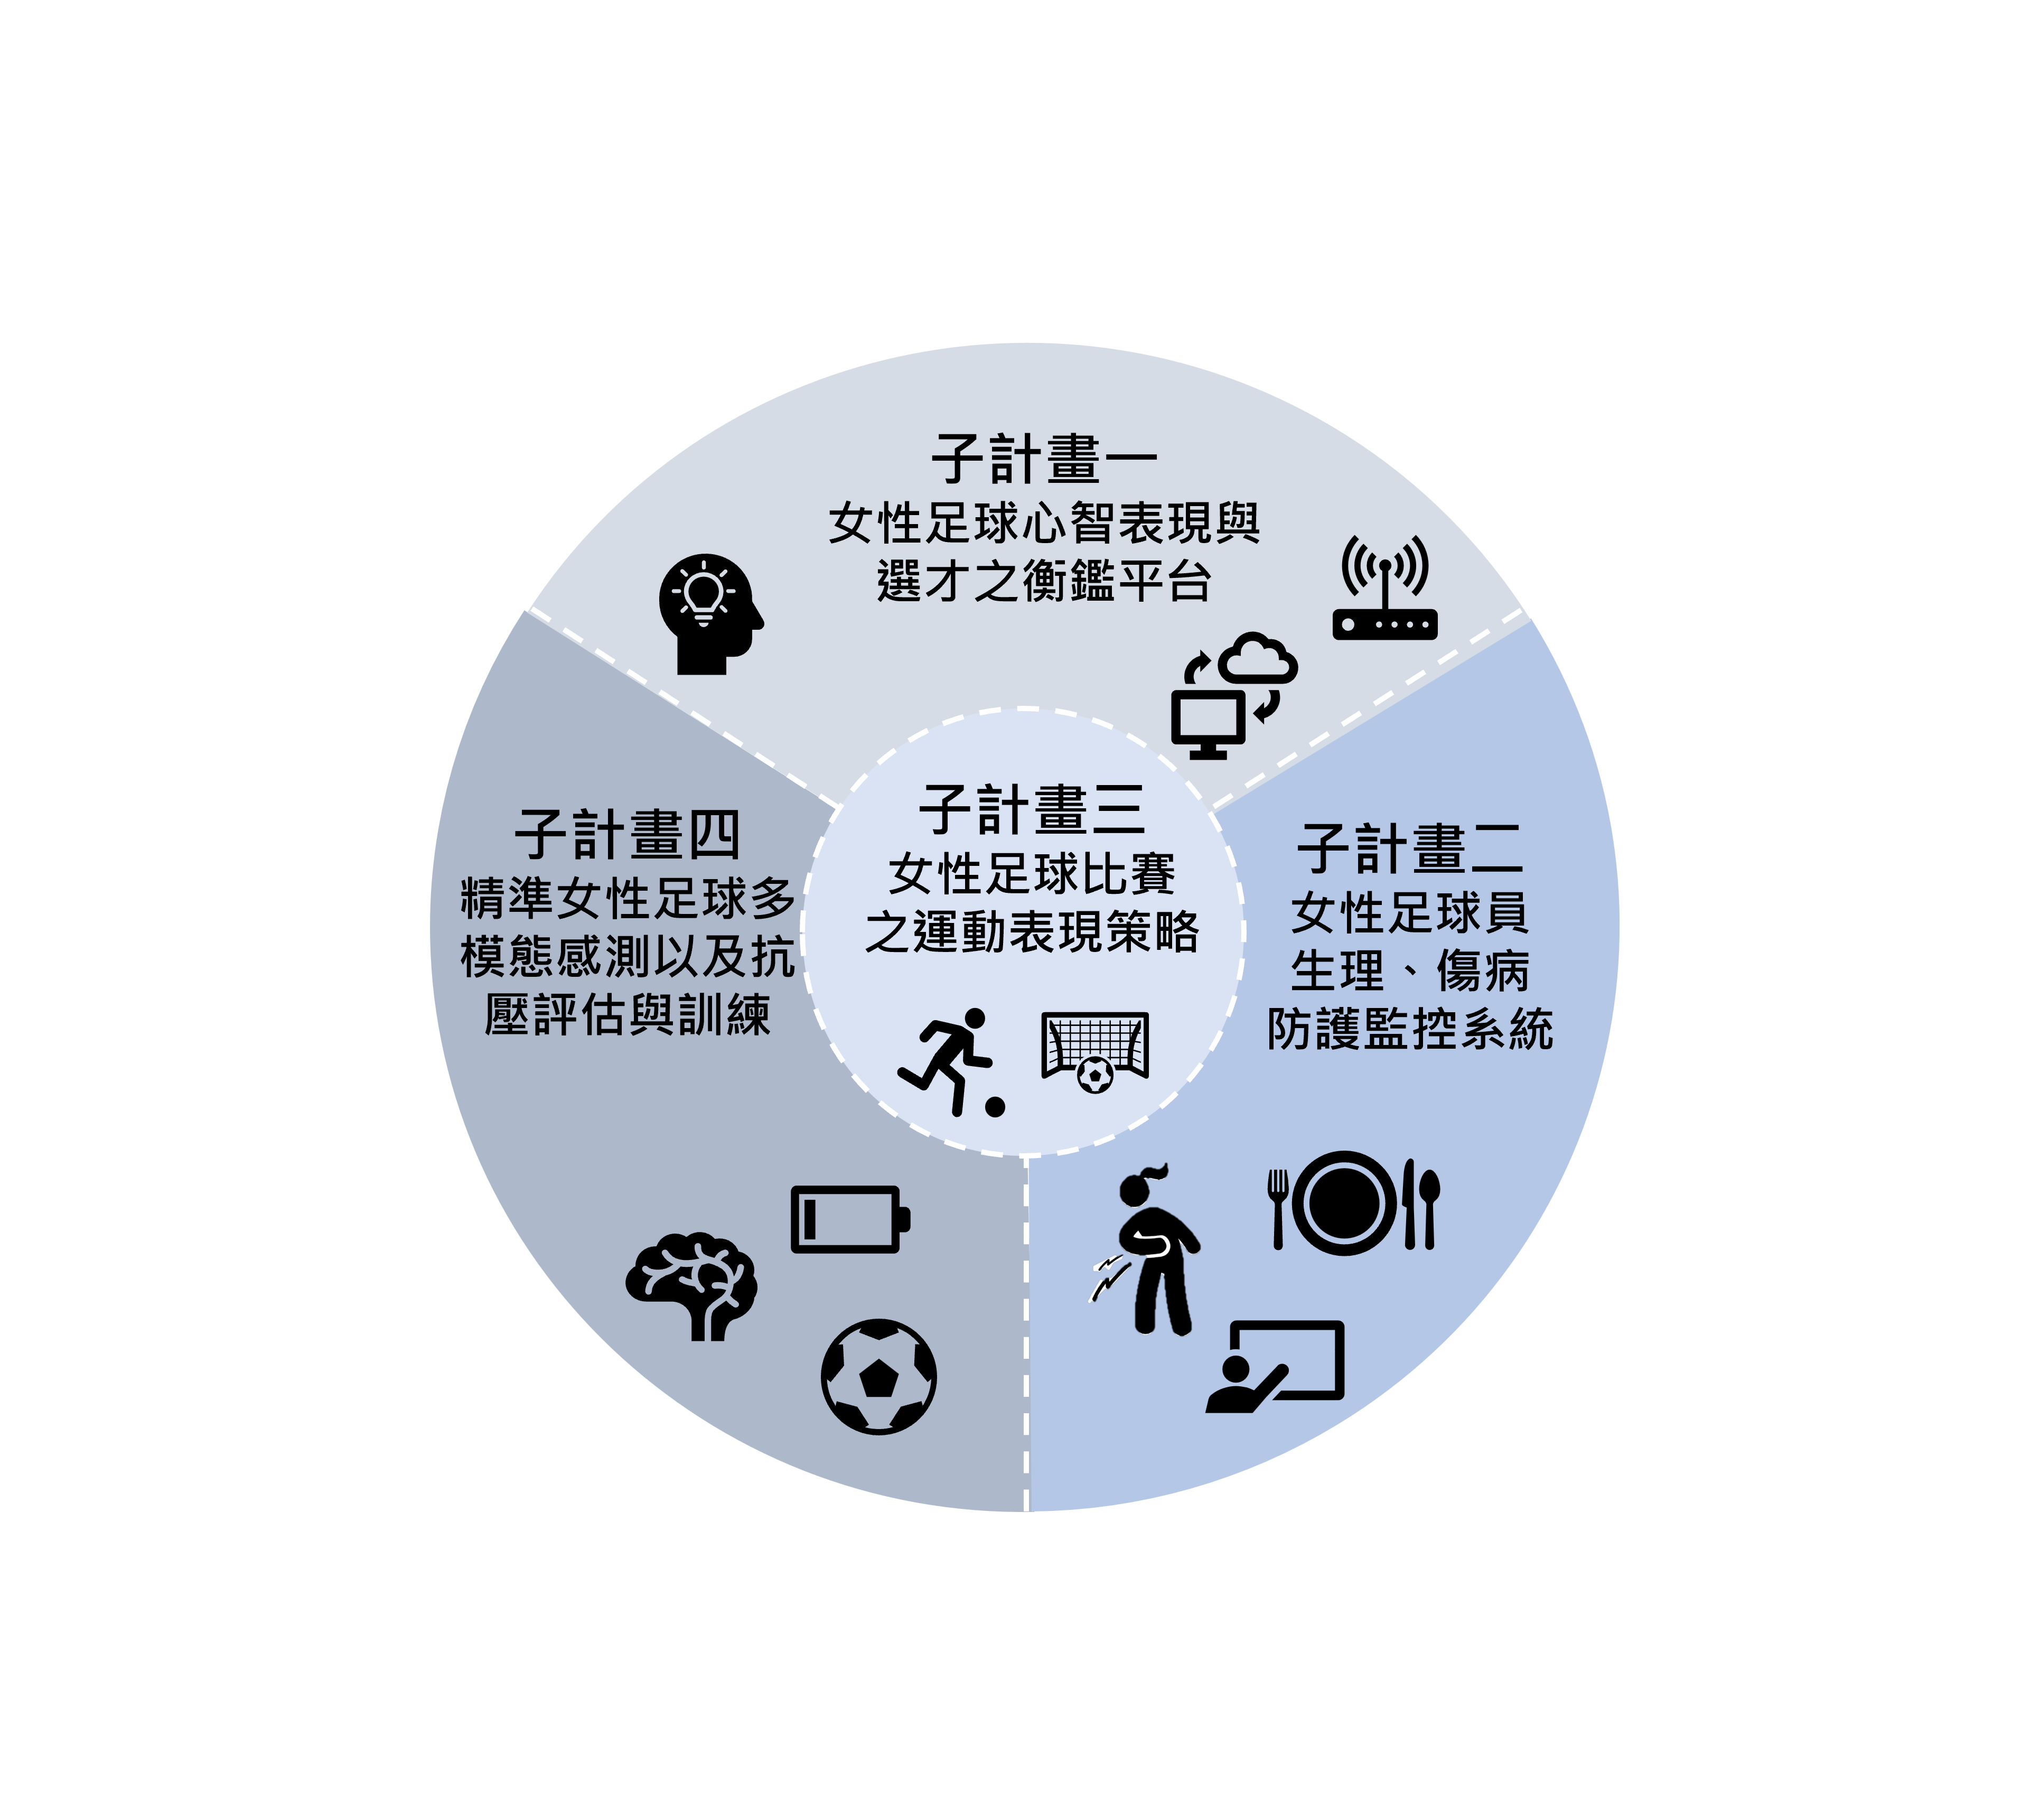 子計畫一
女性足球心智表現與
選才之衡鑑平台
子計畫三
女性足球比賽
之運動表現策略
子計畫四
精準女性足球多
模態感測以及抗
壓評估與訓練
子計畫二
女性足球員
生理、傷病
防護監控系統